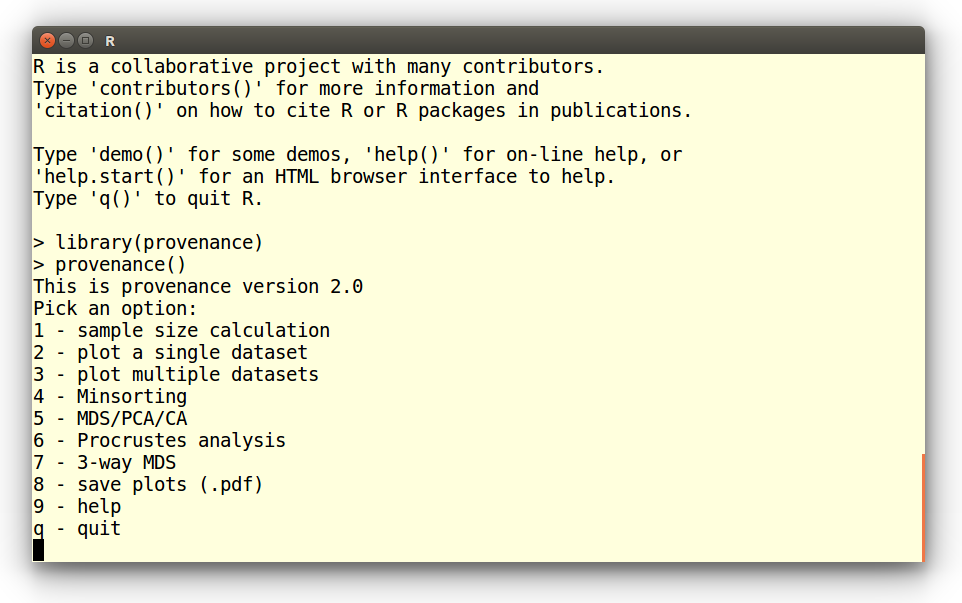 R
R is a collaborative project with many contributors.
Type 'contributors()' for more information and
'citation()' on how to cite R or R packages in publications.
Type 'demo()' for some demos, 'help()' for on-line help, or
'help.start()' for an HTML browser interface to help.
Type 'q()' to quit R.
> library(provenance)
> provenance()
This is provenance version 2.0
Pick an option:
1 - sample size calculation
2 - plot a single dataset
3 - plot multiple datasets
4 - Minsorting
5 - MDS/PCA/CA
6 - Procrustes analysis
7 - 3-way MDS
8 - save plots (.pdf)
9 - help
q - quit